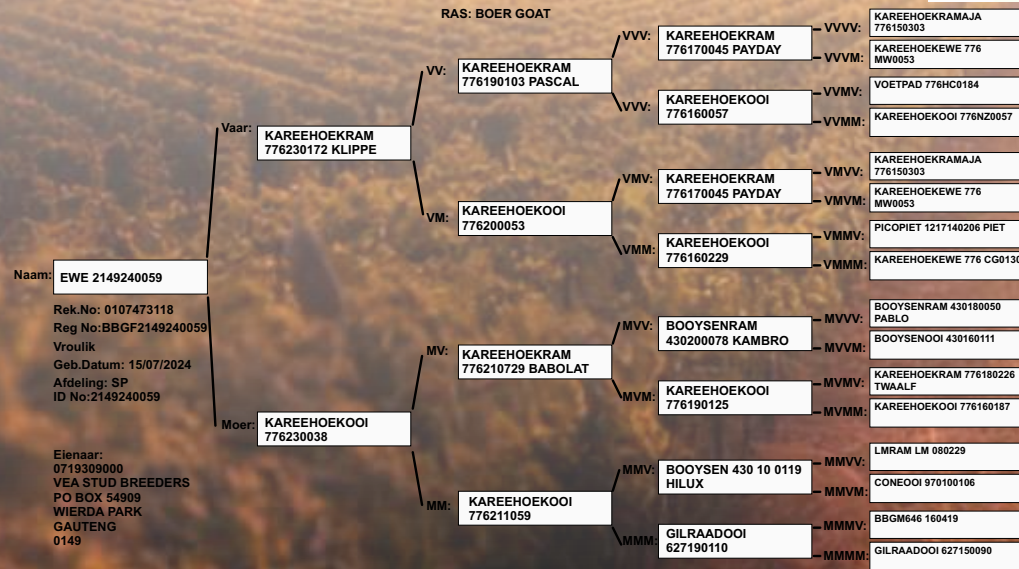 RAS: BOER GOAT
Naam:
EWE 2149240059
Rek.No: 0107473118
Reg No:BBGF2149240059
Vroulik
Geb.Datum: 15/07/2024
Afdeling: SP
ID No:2149240059
Eienaar:
0719309000
VEA STUD BREEDERS
PO BOX 54909
WIERDA PARK
GAUTENG
0149
Vaar:
KAREEHOEKRAM
776230172 KLIPPE
Moer:
KAREEHOEKOOI
776230038
VV:
KAREEHOEKRAM
776190103 PASCAL
VM:
KAREEHOEKOOI
776200053
MV:
KAREEHOEKRAM
776210729 BABOLAT
MM:
KAREEHOEKOOI
776211059
VVV:
KAREEHOEKRAM
776170045 PAYDAY
VVV:
KAREEHOEKOOI
776160057
VMV:
KAREEHOEKRAM
776170045 PAYDAY
VMM:
KAREEHOEKOOI
776160229
MVV:
BOOYSENRAM
430200078 KAMBRO
MVM:
KAREEHOEKOOI
776190125
MMV:
BOOYSEN 430 10 0119
HILUX
MMM:
GILRAADOOI
627190110
VVVV:
KAREEHOEKRAMAJA
776150303
VVVM:
KAREEHOEKEWE 776
MW0053
VVMV:
VOETPAD 776HC0184
VVMM:
KAREEHOEKOOI 776NZ0057
VMVV:
KAREEHOEKRAMAJA
776150303
VMVM:
KAREEHOEKEWE 776
MW0053
VMMV:
PICOPIET 1217140206 PIET
VMMM:
KAREEHOEKEWE 776 CG0130
MVVV:
BOOYSENRAM 430180050
PABLO
MVVM:
BOOYSENOOI 430160111
MVMV:
KAREEHOEKRAM 776180226
TWAALF
MVMM:
KAREEHOEKOOI 776160187
MMVV:
LMRAM LM 080229
MMVM:
CONEOOI 970100106
MMMV:
BBGM646 160419
MMMM:
GILRAADOOI 627150090